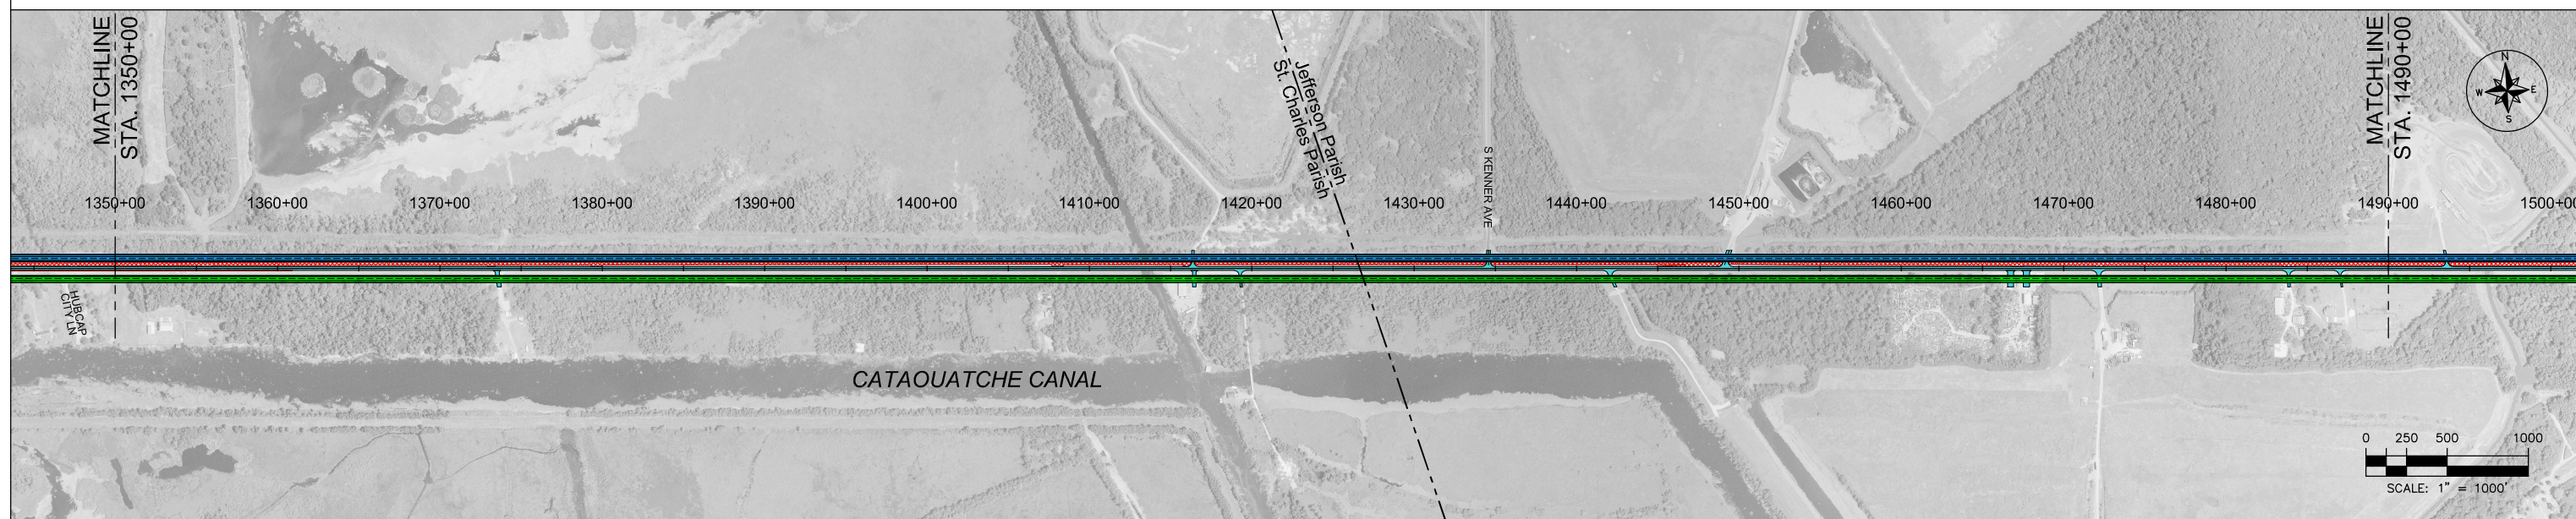 MATCHLINE
STA. 1350+00
Jefferson Parish
St. Charles Parish
S KENNER AVE
MATCHLINE
STA. 1490+00
N
W E
S
1350+00 1360+00 1370+00 1380+00 1390+00 1400+00 1410+00 1420+00 1430+00 1440+00 1450+00 1460+00 1470+00 1480+00 1490+00 1500+00
HUBCAP
CITY LN
CATAOUATCHE CANAL
0 250 500 1000
SCALE: 1" = 1000'